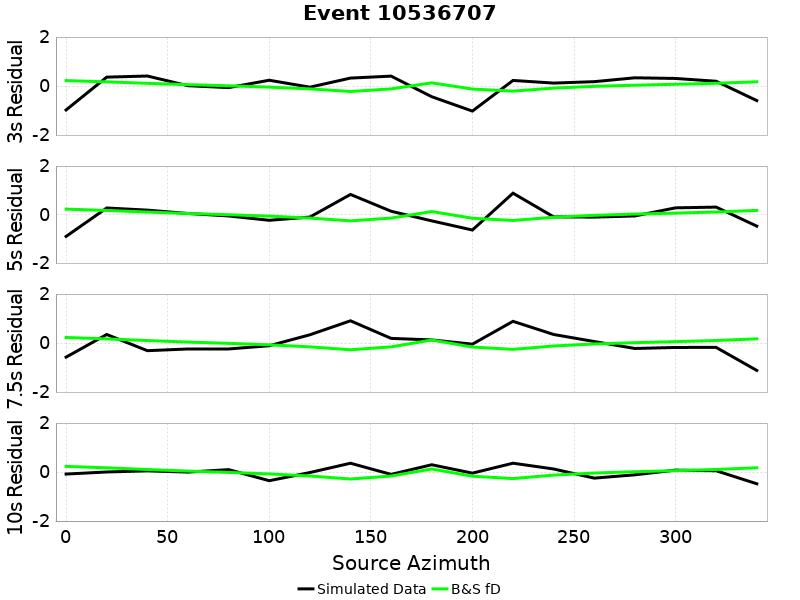 Event 10536707
3s Residual
2
0
-2
5s Residual
2
0
-2
7.5s Residual
2
0
-2
10s Residual
2
0
-2
0 50 100 150 200 250 300
Source Azimuth
Simulated Data B&S fD